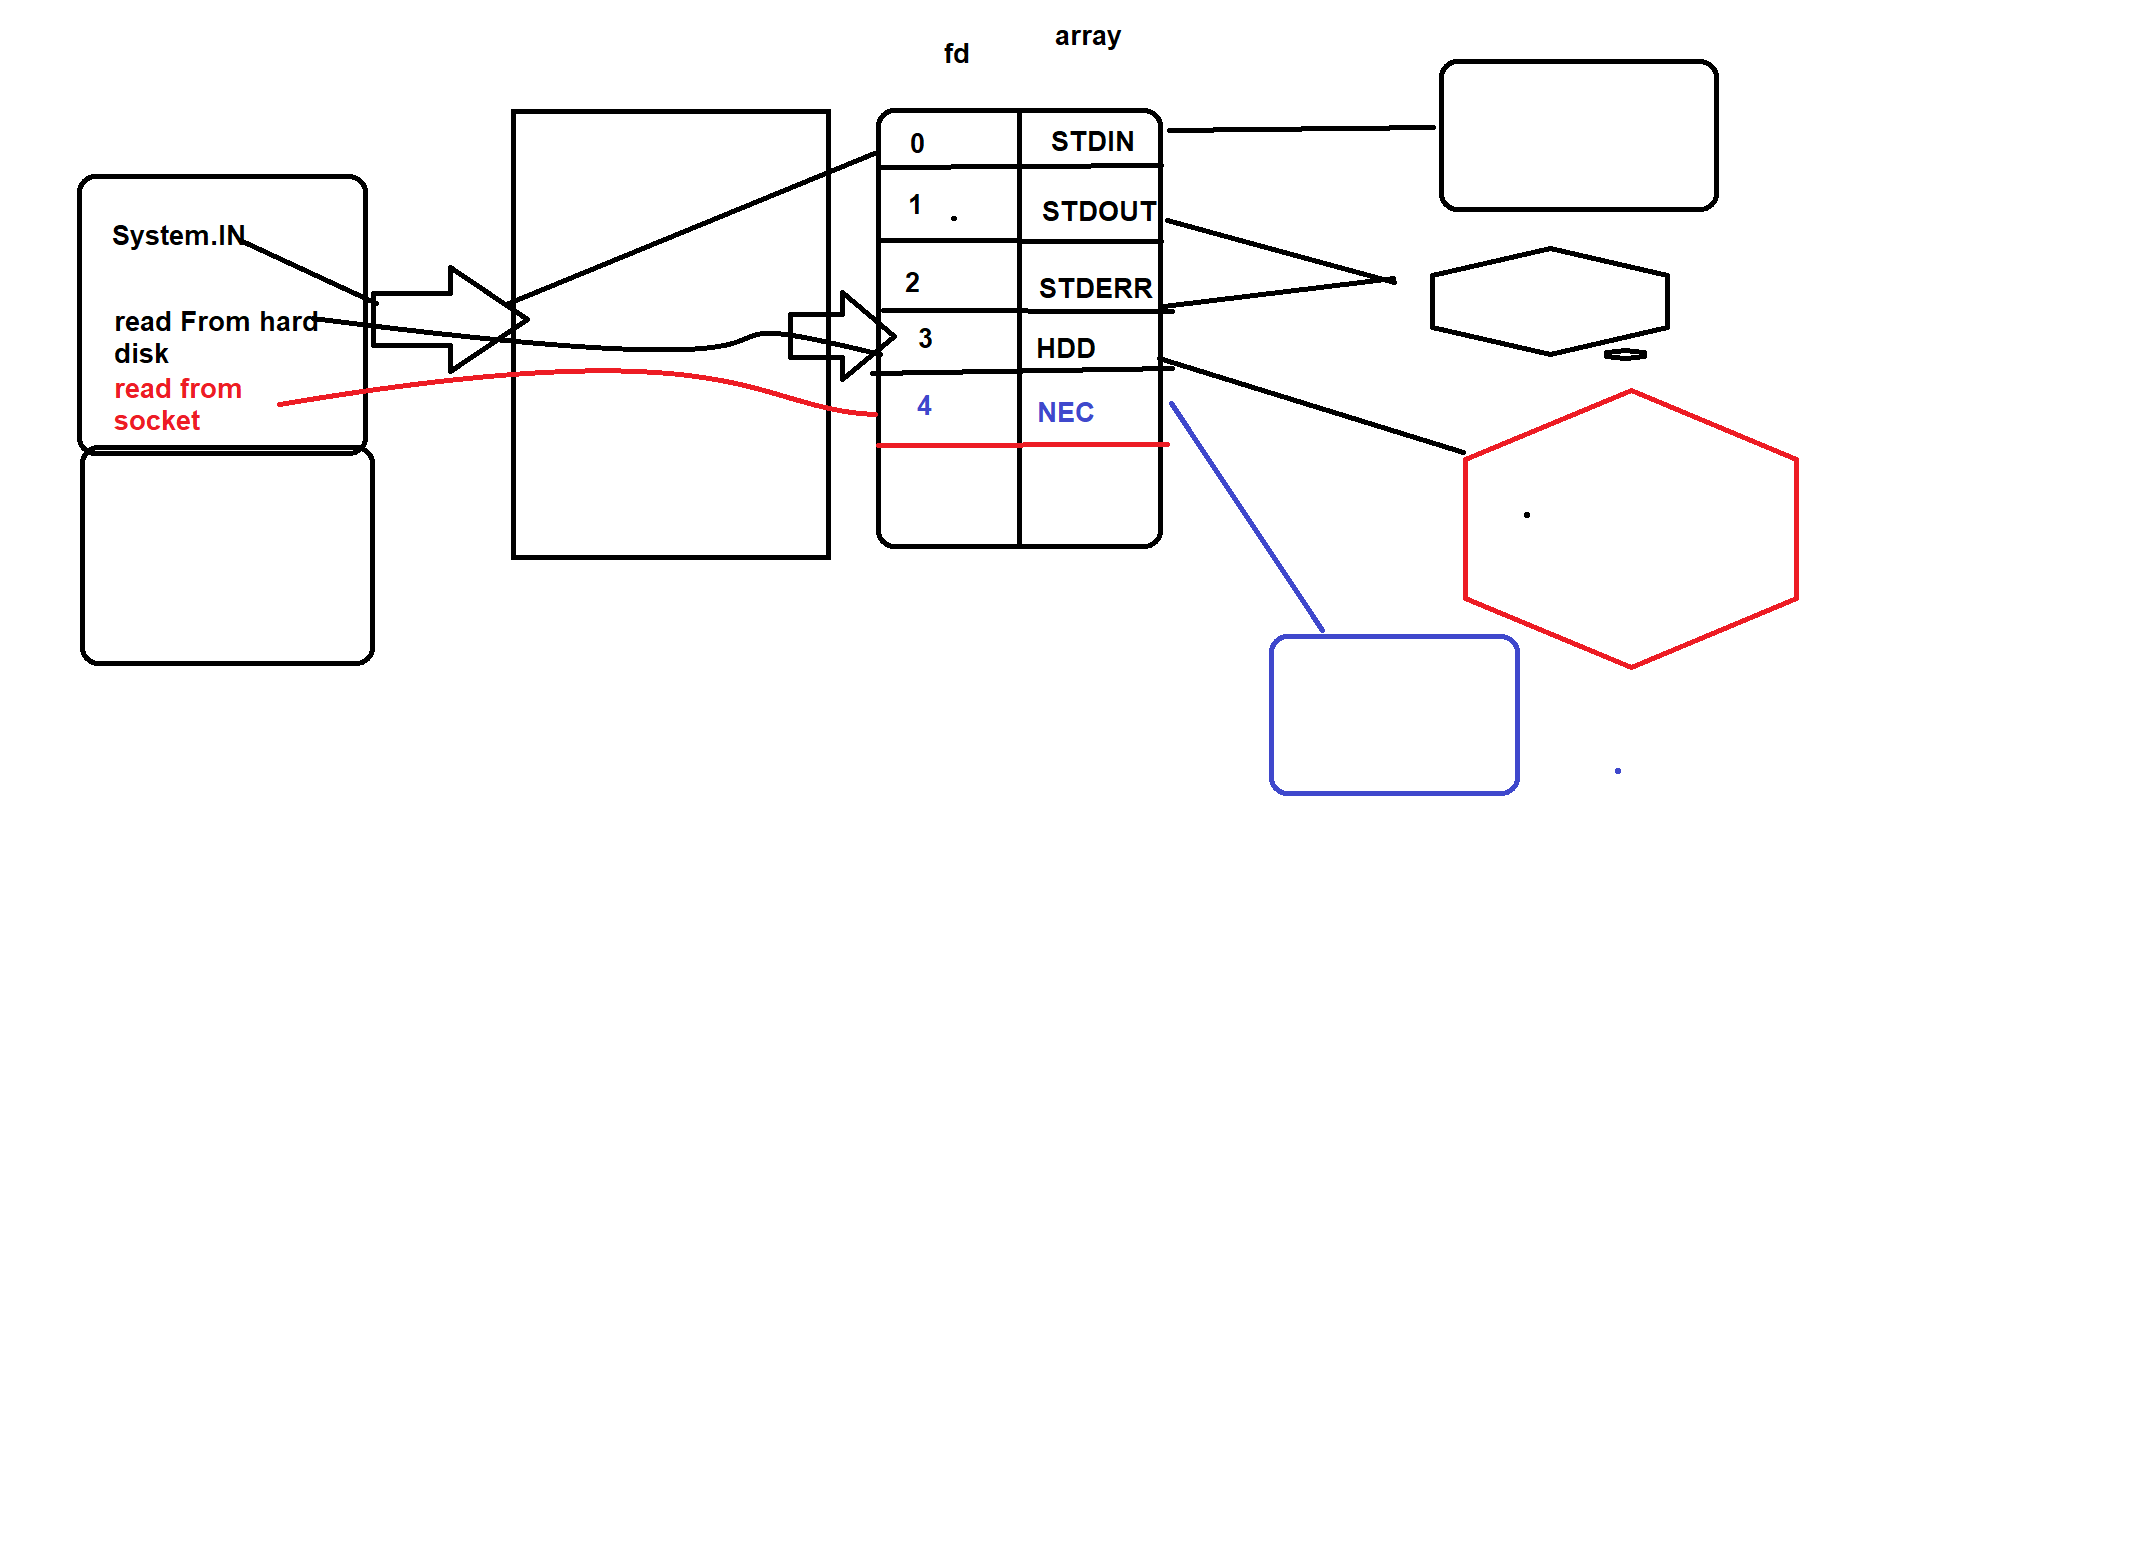 fd array
0 STDIN
1 STDOUT
2 STDERR
3 HDD
4 NEC
System.IN
read From hard
disk
read from
socket